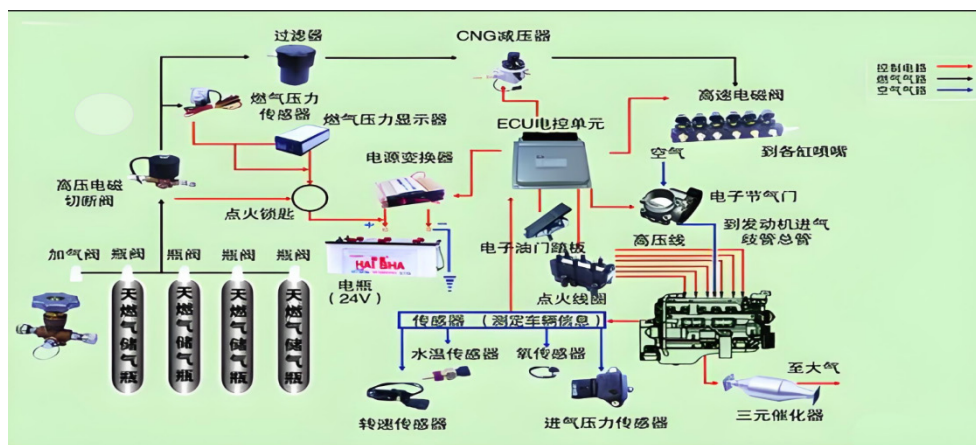 过滤器
CNG减压器
控制电路
燃气气路
空气气路
燃气压力
传感器
燃气压力显示器
高速电磁阀
ECU电控单元
电源变换器
空气
到各缸喷嘴
高压电磁
切断阀
点火锁匙
电子节气门
到发动机进气
歧管总管
高压线
电子油门踏板
加气阀
瓶阀
瓶阀
瓶阀
瓶阀
+
−
电瓶
(24V)
点火线圈
天燃气储气瓶
天燃气储气瓶
天燃气储气瓶
天燃气储气瓶
传感器 (测定车辆信息)
水温传感器
氧传感器
至大气
转速传感器
进气压力传感器
三元催化器